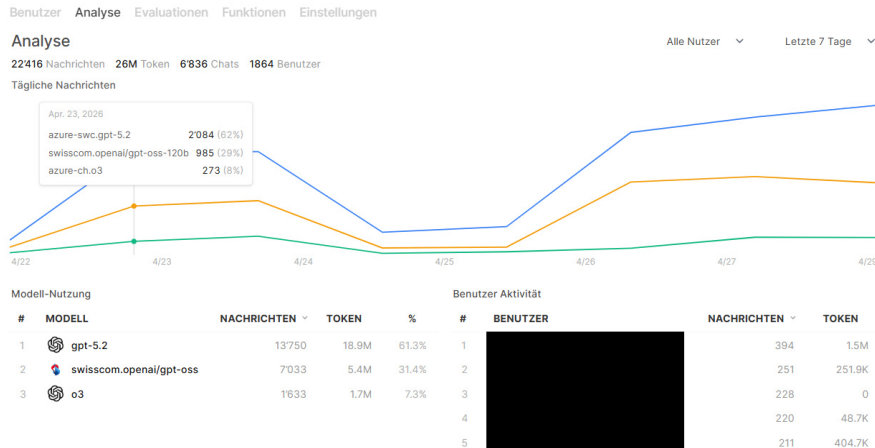 Benutzer Analyse Evaluationen Funktionen Einstellungen
Analyse
Alle Nutzer Letzte 7 Tage
22'416 Nachrichten 26M Token 6'836 Chats 1864 Benutzer
Tägliche Nachrichten
Apr. 23, 2026
azure-swc.gpt-5.2 2'084 (62%)
swisscom.openai/gpt-oss-120b 985 (29%)
azure-ch.o3 273 (8%)
4/22 4/23 4/24 4/25 4/26 4/27 4/29
Modell-Nutzung
# MODELL NACHRICHTEN TOKEN %
1 gpt-5.2 13'750 18.9M 61.3%
2 swisscom.openai/gpt-oss 7'033 5.4M 31.4%
3 o3 1'633 1.7M 7.3%
Benutzer Aktivität
# BENUTZER NACHRICHTEN TOKEN
1 394 1.5M
2 251 251.9K
3 228 0
4 220 48.7K
5 211 404.7K